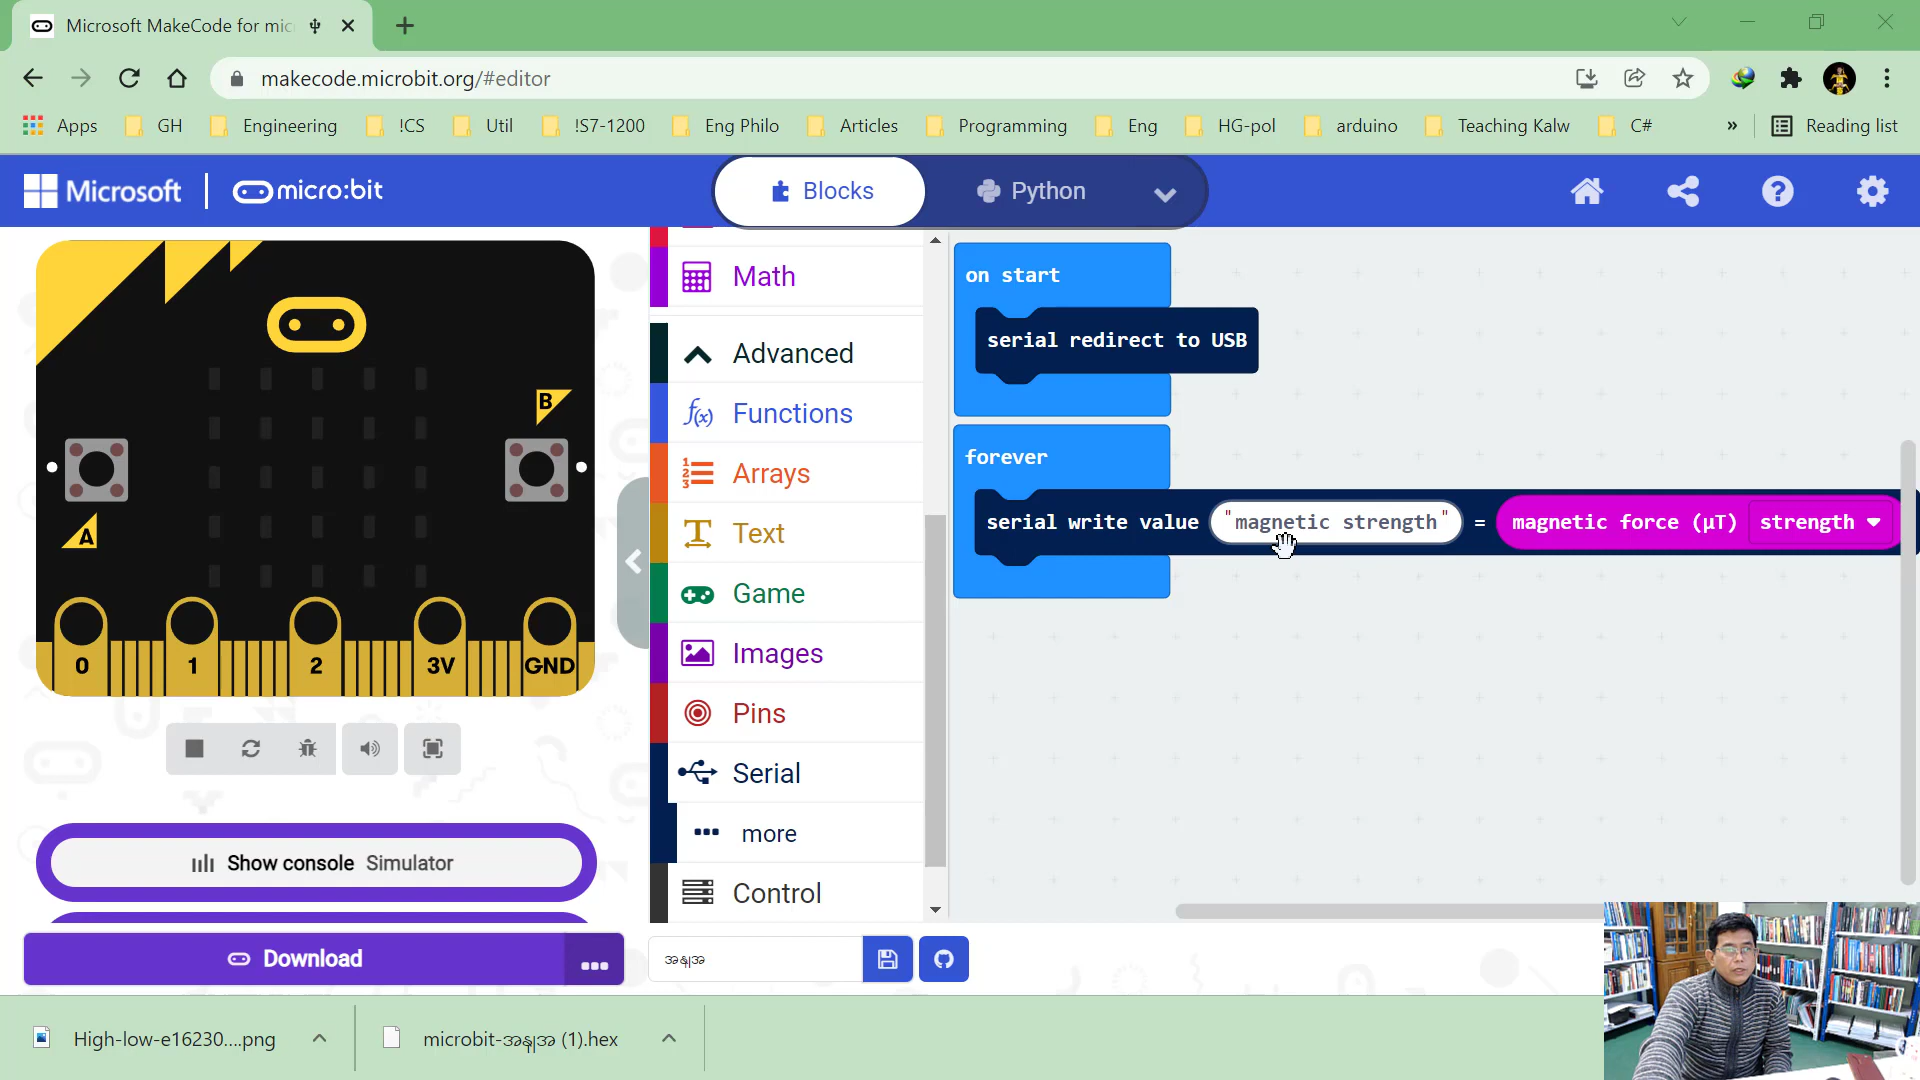 Microsoft MakeCode for mic
makecode.microbit.org/#editor
Apps GH Engineering !CS Util !S7-1200 Eng Philo Articles Programming Eng HG-pol arduino Teaching Kalw C# » Reading list
Microsoft micro:bit Blocks Python
B
A
0 1 2 3V GND
Show console Simulator
Download ...
Math
Advanced
Functions
Arrays
Text
Game
Images
Pins
Serial
more
Control
on start
serial redirect to USB
forever
serial write value "magnetic strength" = magnetic force (µT) strength
High-low-e16230....png